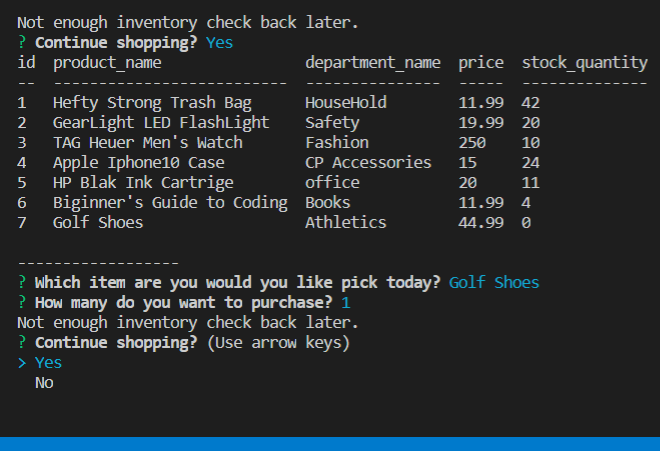 Not enough inventory check back later.
? Continue shopping? Yes
id  product_name                department_name  price  stock_quantity
--  --------------------------  ---------------  -----  --------------
1   Hefty Strong Trash Bag      HouseHold        11.99  42
2   GearLight LED FlashLight    Safety           19.99  20
3   TAG Heuer Men's Watch       Fashion          250    10
4   Apple Iphone10 Case         CP Accessories   15     24
5   HP Blak Ink Cartrige        office           20     11
6   Biginner's Guide to Coding  Books            11.99  4
7   Golf Shoes                  Athletics        44.99  0
------------------
? Which item are you would you like pick today? Golf Shoes
? How many do you want to purchase? 1
Not enough inventory check back later.
? Continue shopping? (Use arrow keys)
> Yes
  No